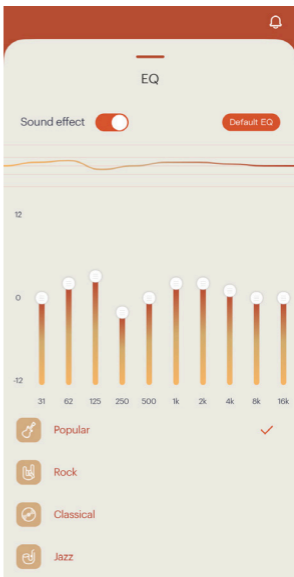 EQ
Sound effect
Default EQ
12
0
-12
31 62 125 250 500 1k 2k 4k 8k 16k
Popular
Rock
Classical
Jazz